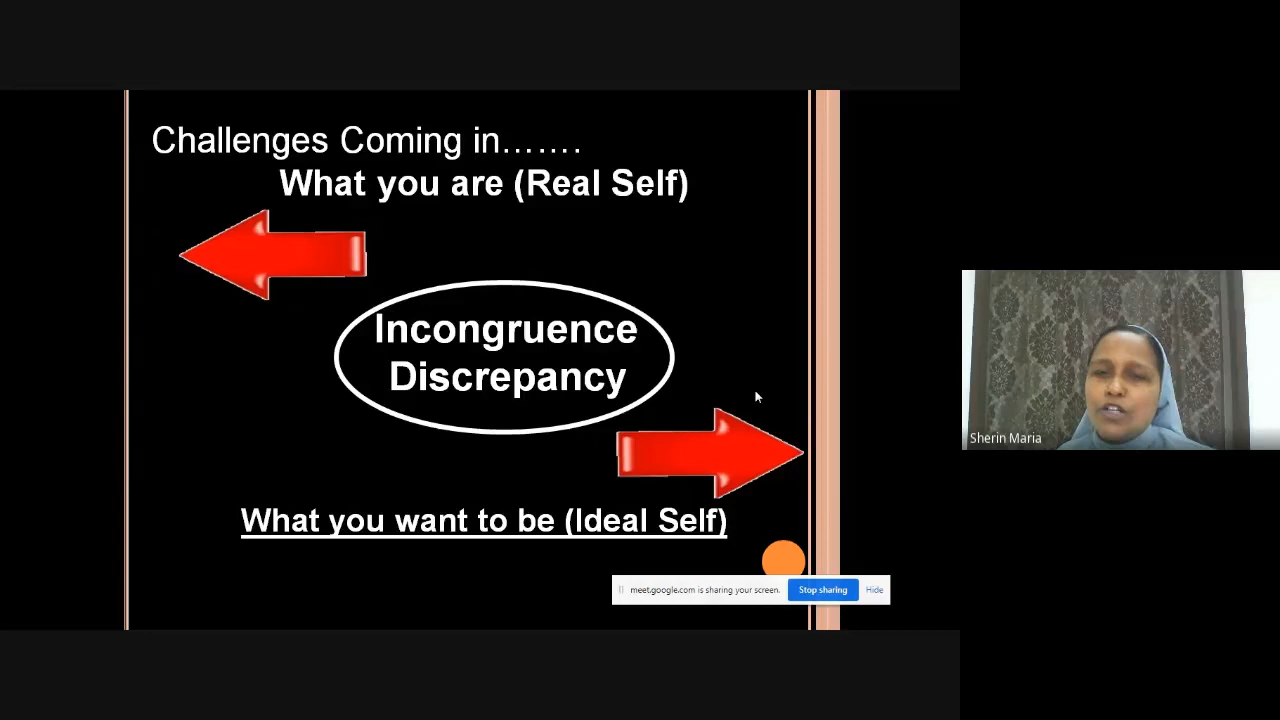 Challenges Coming in.......
What you are (Real Self)
Incongruence
Discrepancy
What you want to be (Ideal Self)
meet.google.com is sharing your screen. Stop sharing Hide
Sherin Maria